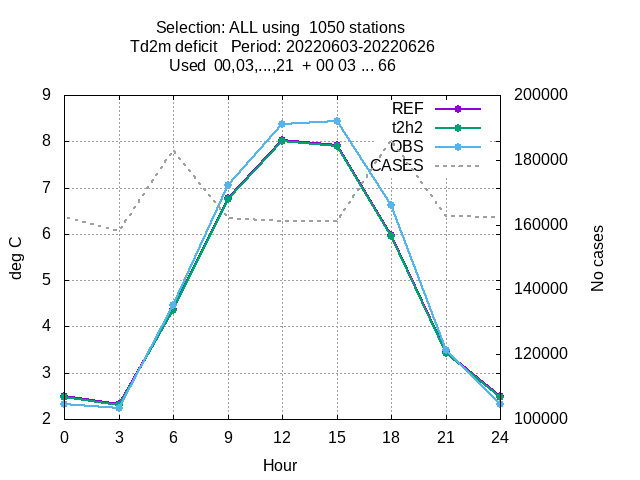 Selection: ALL using  1050 stations
Td2m deficit   Period: 20220603-20220626
Used  00,03,...,21  + 00 03 ... 66
9
8
7
6
5
4
3
2
deg C
200000
180000
160000
140000
120000
100000
No cases
REF
t2h2
OBS
CASES
0 3 6 9 12 15 18 21 24
Hour